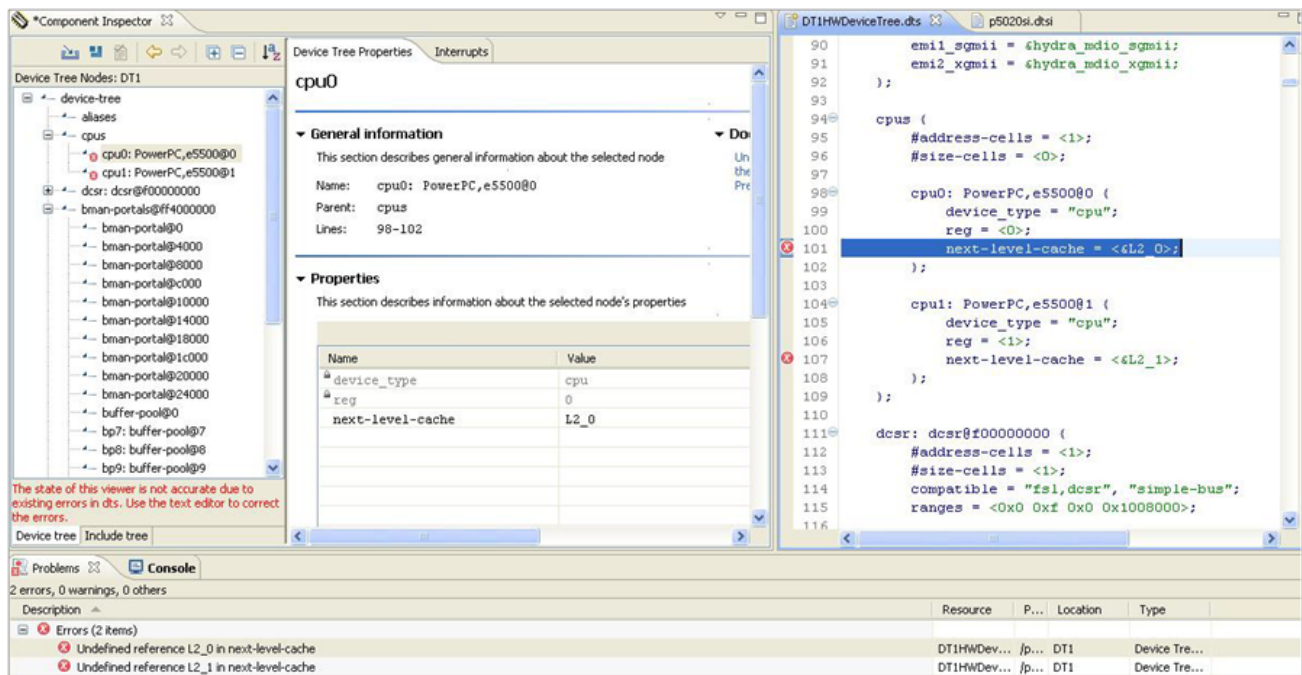 *Component Inspector
Device Tree Nodes: DT1
device-tree
aliases
cpus
cpu0: PowerPC,e5500@0
cpu1: PowerPC,e5500@1
dcsr: dcsr@f00000000
bman-portals@ff4000000
bman-portal@0
bman-portal@4000
bman-portal@8000
bman-portal@c000
bman-portal@10000
bman-portal@14000
bman-portal@18000
bman-portal@1c000
bman-portal@20000
bman-portal@24000
buffer-pool@0
bp7: buffer-pool@7
bp8: buffer-pool@8
bp9: buffer-pool@9
The state of this viewer is not accurate due to
existing errors in dts. Use the text editor to correct
the errors.
Device tree Include tree
Device Tree Properties Interrupts
cpu0
General information
This section describes general information about the selected node
Name: cpu0: PowerPC,e5500@0
Parent: cpus
Lines: 98-102
Do
Un
the
Pre
Properties
This section describes information about the selected node's properties
Name Value
device_type cpu
reg 0
next-level-cache L2_0
DT1HWDeviceTree.dts p5020si.dtsi
90 emi1_sgmii = &hydra_mdio_sgmii;
91 emi2_xgmii = &hydra_mdio_xgmii;
92 };
93
94 cpus {
95 #address-cells = <1>;
96 #size-cells = <0>;
97
98 cpu0: PowerPC,e5500@0 {
99 device_type = "cpu";
100 reg = <0>;
101 next-level-cache = <&L2_0>;
102 };
103
104 cpu1: PowerPC,e5500@1 {
105 device_type = "cpu";
106 reg = <1>;
107 next-level-cache = <&L2_1>;
108 };
109 };
110
111 dcsr: dcsr@f00000000 {
112 #address-cells = <1>;
113 #size-cells = <1>;
114 compatible = "fsl,dcsr", "simple-bus";
115 ranges = <0x0 0xf 0x0 0x1008000>;
116
Problems Console
2 errors, 0 warnings, 0 others
Description Resource P... Location Type
Errors (2 items)
Undefined reference L2_0 in next-level-cache DT1HWDev... /p... DT1 Device Tre...
Undefined reference L2_1 in next-level-cache DT1HWDev... /p... DT1 Device Tre...